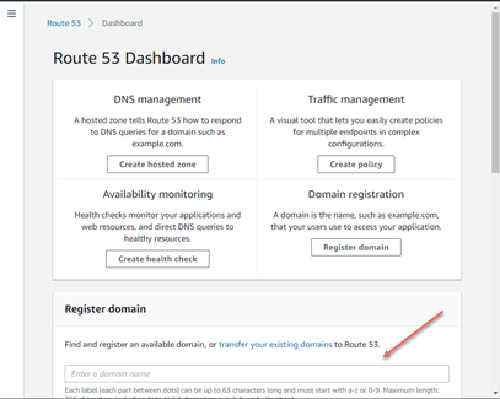 Route 53 > Dashboard
Route 53 Dashboard Info
DNS management
A hosted zone tells Route 53 how to respond
to DNS queries for a domain such as
example.com.
Create hosted zone
Traffic management
A visual tool that lets you easily create policies
for multiple endpoints in complex
configurations.
Create policy
Availability monitoring
Health checks monitor your applications and
web resources, and direct DNS queries to
healthy resources.
Create health check
Domain registration
A domain is the name, such as example.com,
that your users use to access your application.
Register domain
Register domain
Find and register an available domain, or transfer your existing domains to Route 53.
Enter a domain name
Each label (each part between dots) can be up to 63 characters long and must start with a-z or 0-9. Maximum length: